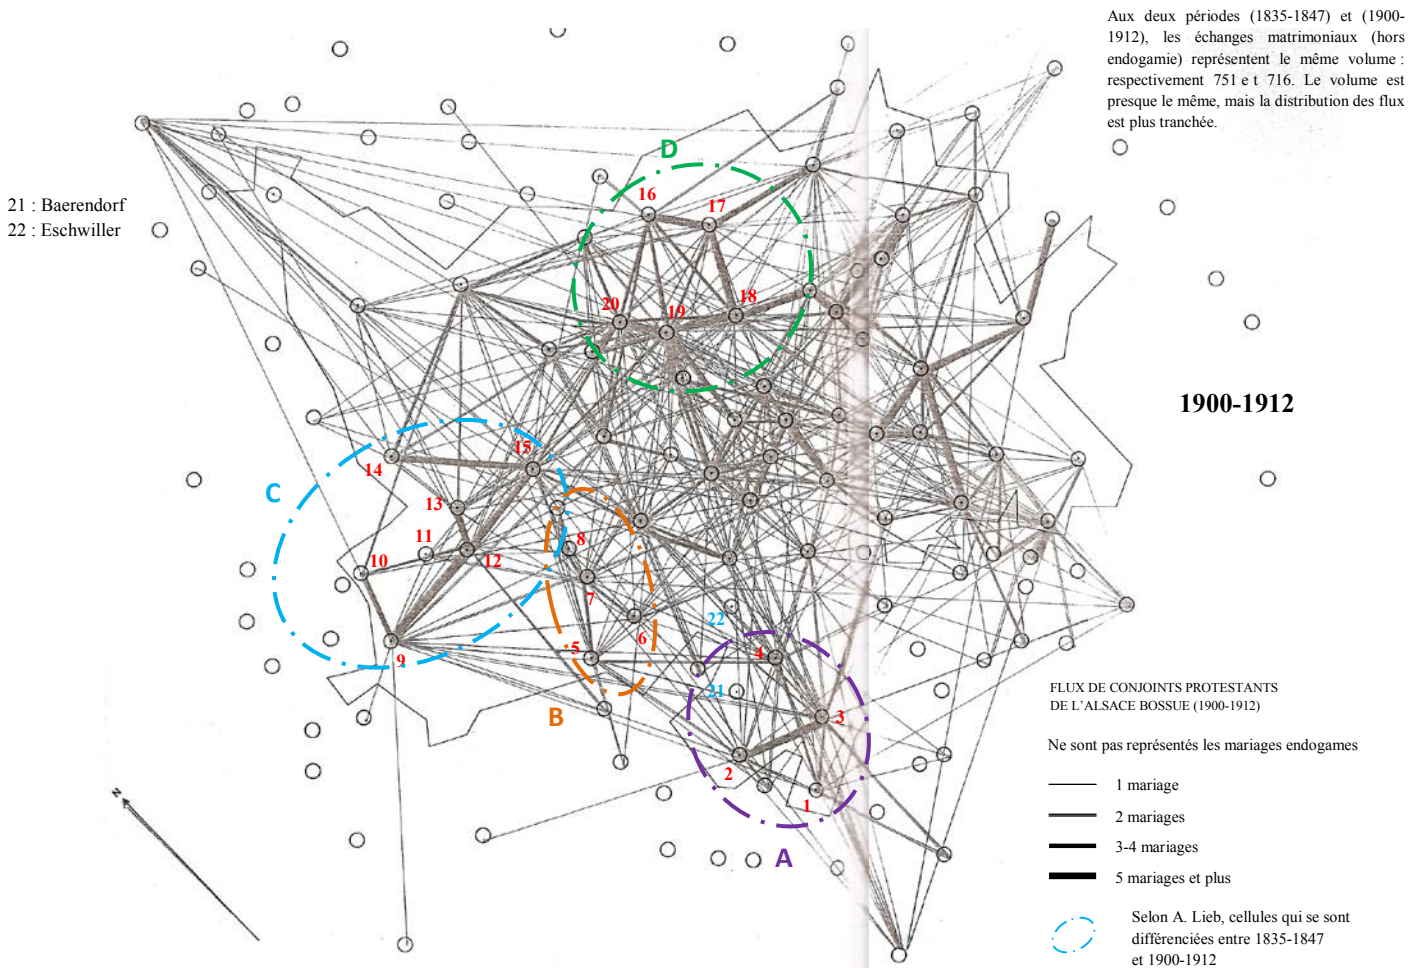 Aux deux périodes (1835-1847) et (1900-
1912), les échanges matrimoniaux (hors
endogamie) représentent le même volume :
respectivement 751 e t 716. Le volume est
presque le même, mais la distribution des flux
est plus tranchée.
21 : Baerendorf
22 : Eschwiller
D
16
17
20
19
18
1900-1912
C
14
15
13
11
10
12
8
7
9
5
6
B
22
4
21
3
2
1
A
N
FLUX DE CONJOINTS PROTESTANTS
DE L'ALSACE BOSSUE (1900-1912)
Ne sont pas représentés les mariages endogames
1 mariage
2 mariages
3-4 mariages
5 mariages et plus
Selon A. Lieb, cellules qui se sont
différenciées entre 1835-1847
et 1900-1912